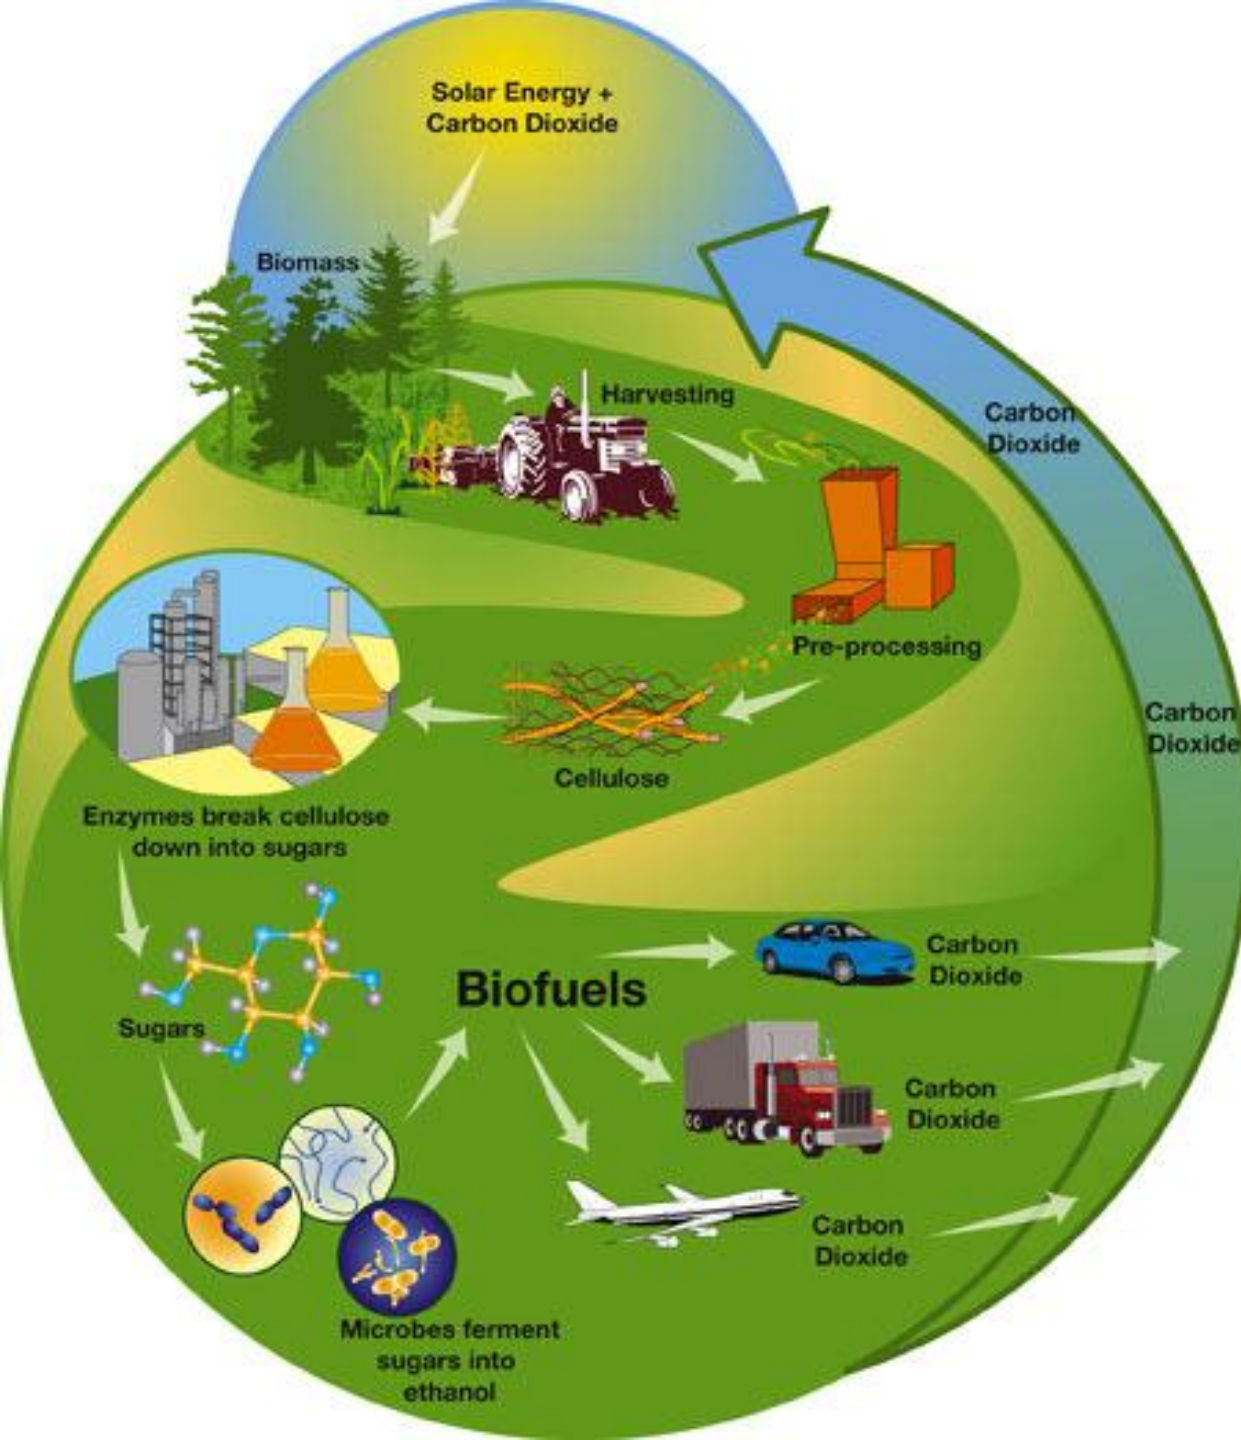 Solar Energy +
Carbon Dioxide
Biomass
Harvesting
Carbon
Dioxide
Pre-processing
Carbon
Dioxide
Cellulose
Enzymes break cellulose
down into sugars
Sugars
Biofuels
Carbon
Dioxide
Carbon
Dioxide
Carbon
Dioxide
Microbes ferment
sugars into
ethanol